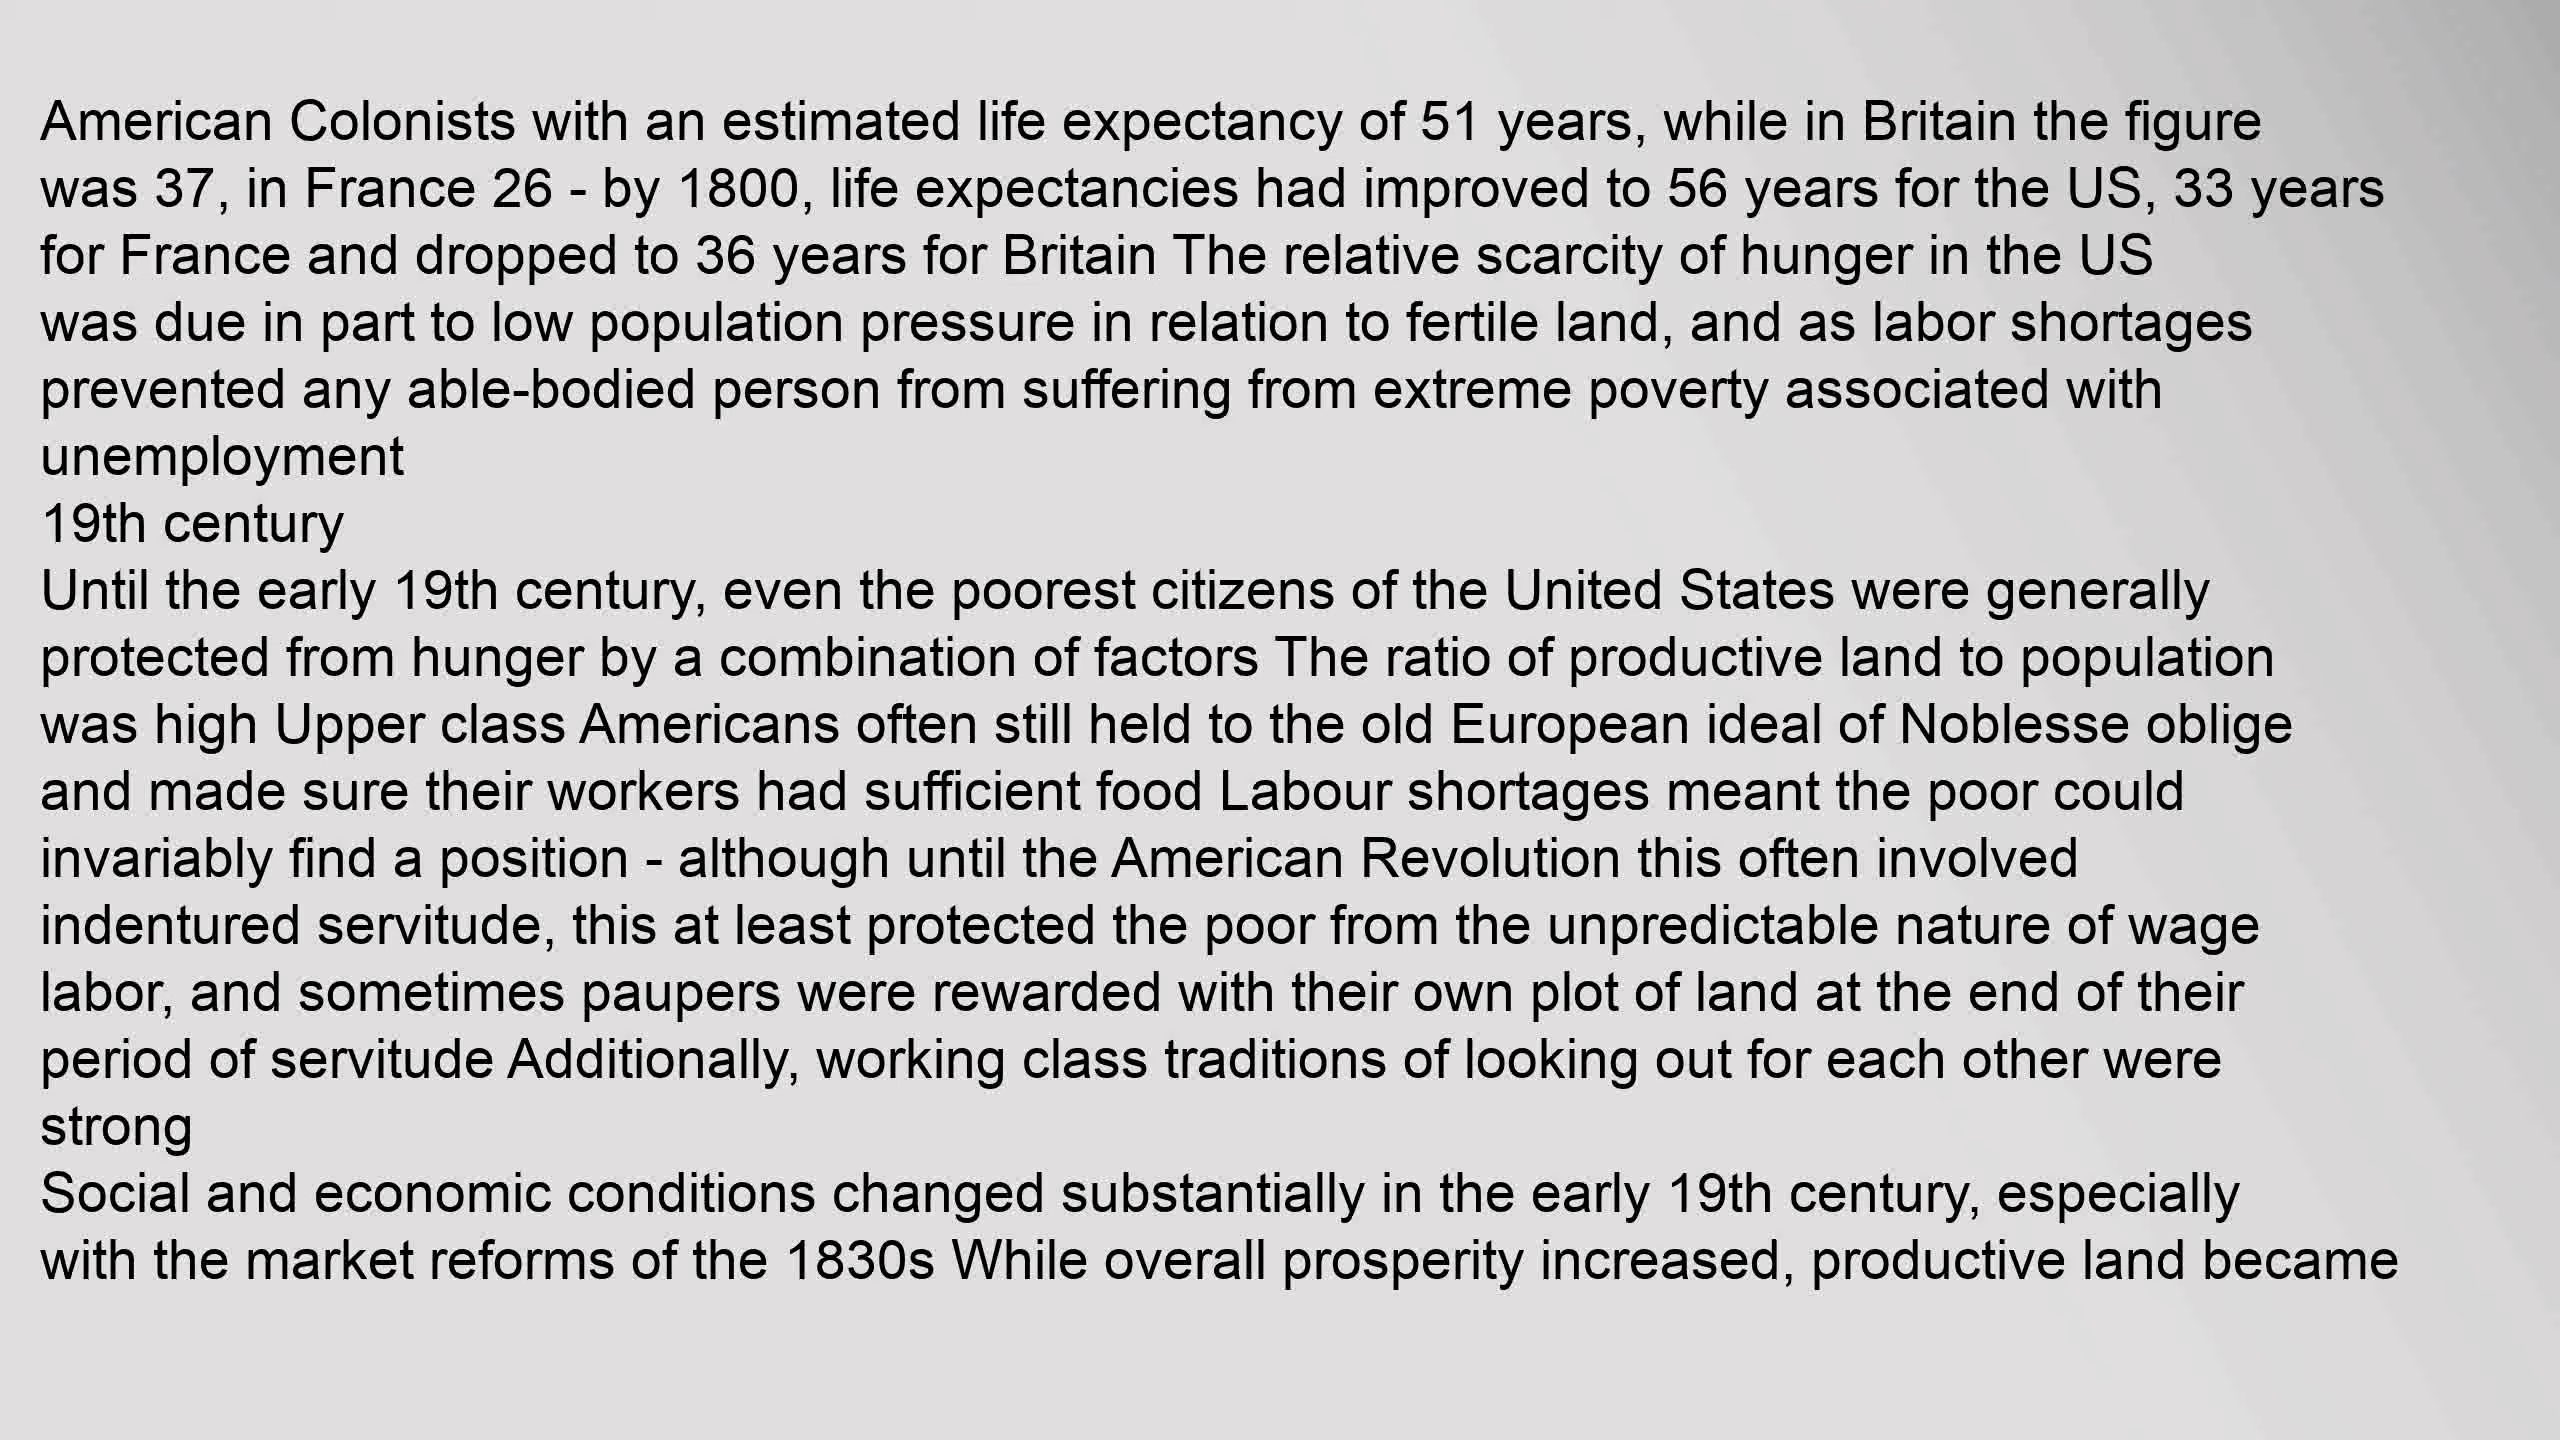 American Colonists with an estimated life expectancy of 51 years, while in Britain the figure
was 37, in France 26 - by 1800, life expectancies had improved to 56 years for the US, 33 years
for France and dropped to 36 years for Britain The relative scarcity of hunger in the US
was due in part to low population pressure in relation to fertile land, and as labor shortages
prevented any able-bodied person from suffering from extreme poverty associated with
unemployment
19th century
Until the early 19th century, even the poorest citizens of the United States were generally
protected from hunger by a combination of factors The ratio of productive land to population
was high Upper class Americans often still held to the old European ideal of Noblesse oblige
and made sure their workers had sufficient food Labour shortages meant the poor could
invariably find a position - although until the American Revolution this often involved
indentured servitude, this at least protected the poor from the unpredictable nature of wage
labor, and sometimes paupers were rewarded with their own plot of land at the end of their
period of servitude Additionally, working class traditions of looking out for each other were
strong
Social and economic conditions changed substantially in the early 19th century, especially
with the market reforms of the 1830s While overall prosperity increased, productive land became